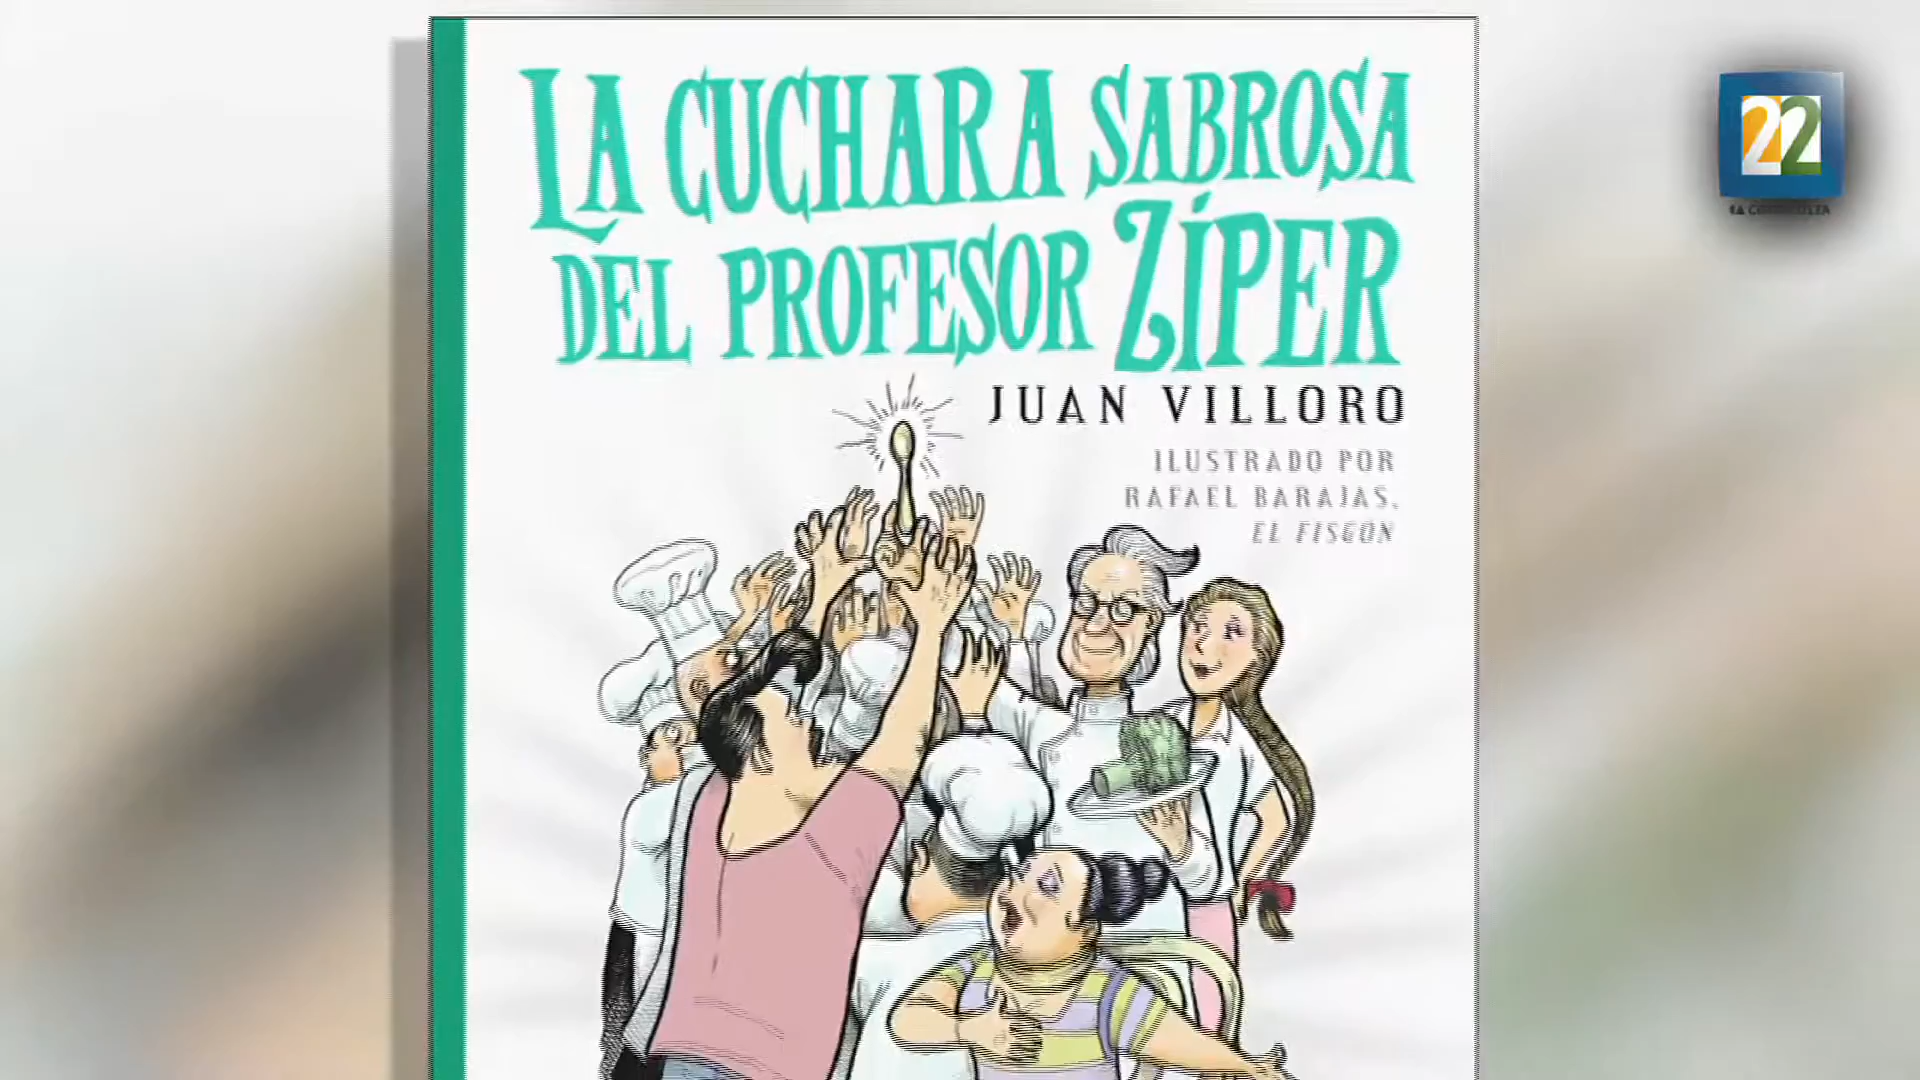 LA CUCHARA SABROSA
DEL PROFESOR ZÍPER
JUAN VILLORO
ILUSTRADO POR
RAFAEL BARAJAS,
EL FISGÓN
22